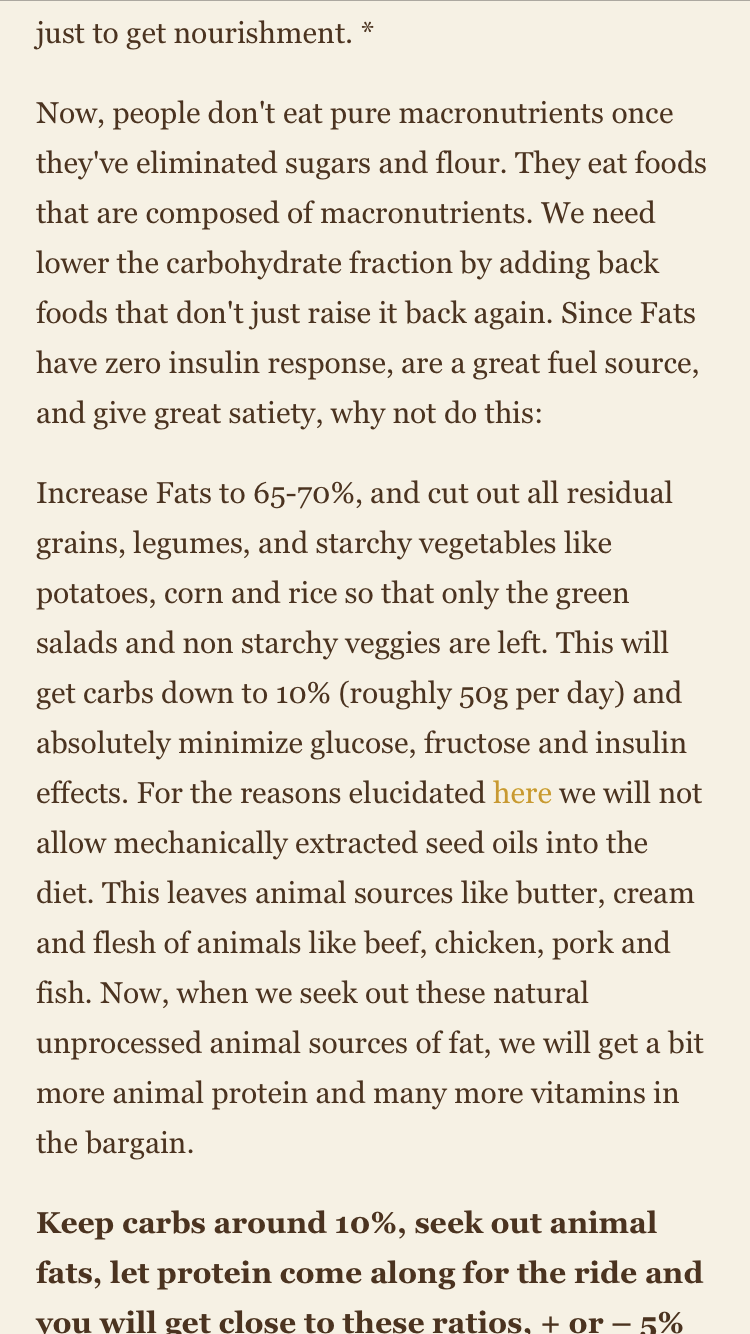 just to get nourishment. *
Now, people don't eat pure macronutrients once
they've eliminated sugars and flour. They eat foods
that are composed of macronutrients. We need
lower the carbohydrate fraction by adding back
foods that don't just raise it back again. Since Fats
have zero insulin response, are a great fuel source,
and give great satiety, why not do this:
Increase Fats to 65-70%, and cut out all residual
grains, legumes, and starchy vegetables like
potatoes, corn and rice so that only the green
salads and non starchy veggies are left. This will
get carbs down to 10% (roughly 50g per day) and
absolutely minimize glucose, fructose and insulin
effects. For the reasons elucidated here we will not
allow mechanically extracted seed oils into the
diet. This leaves animal sources like butter, cream
and flesh of animals like beef, chicken, pork and
fish. Now, when we seek out these natural
unprocessed animal sources of fat, we will get a bit
more animal protein and many more vitamins in
the bargain.
Keep carbs around 10%, seek out animal
fats, let protein come along for the ride and
you will get close to these ratios, + or – 5%